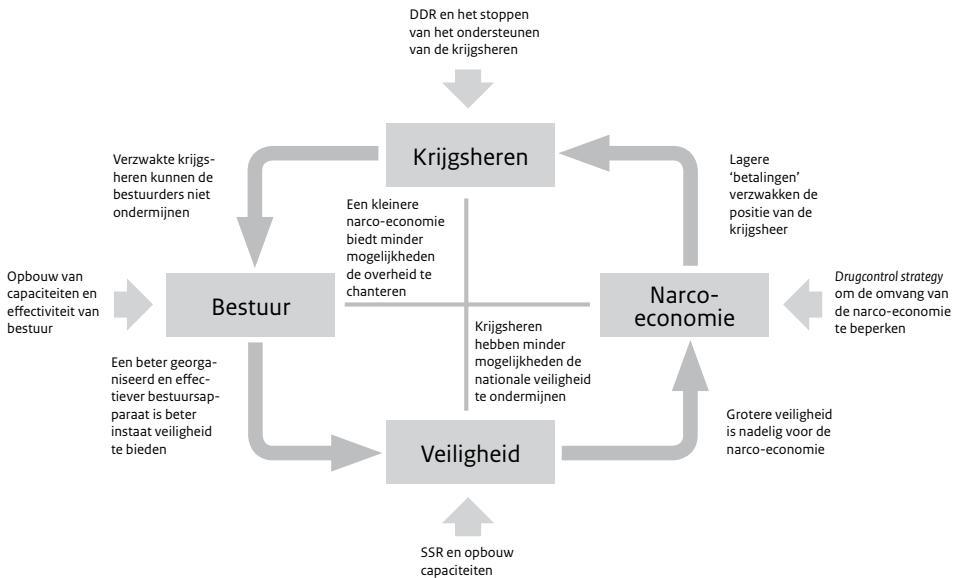 DDR en het stoppen
van het ondersteunen
van de krijgsheren
Krijgsheren
Verzwakte krijgs-
heren kunnen de
bestuurders niet
ondermijnen
Lagere
‘betalingen’
verzwakken de
positie van de
krijgsheer
Een kleinere
narco-economie
biedt minder
mogelijkheden
de overheid te
chanteren
Opbouw van
capaciteiten en
effectiviteit van
bestuur
Bestuur
Narco-
economie
Drugcontrol strategy
om de omvang van
de narco-economie
te beperken
Krijgsheren
hebben minder
mogelijkheden de
nationale veiligheid
te ondermijnen
Een beter georga-
niseerd en effec-
tiever bestuursap-
paraat is beter
instaat veiligheid
te bieden
Grotere veiligheid
is nadelig voor de
narco-economie
Veiligheid
SSR en opbouw
capaciteiten